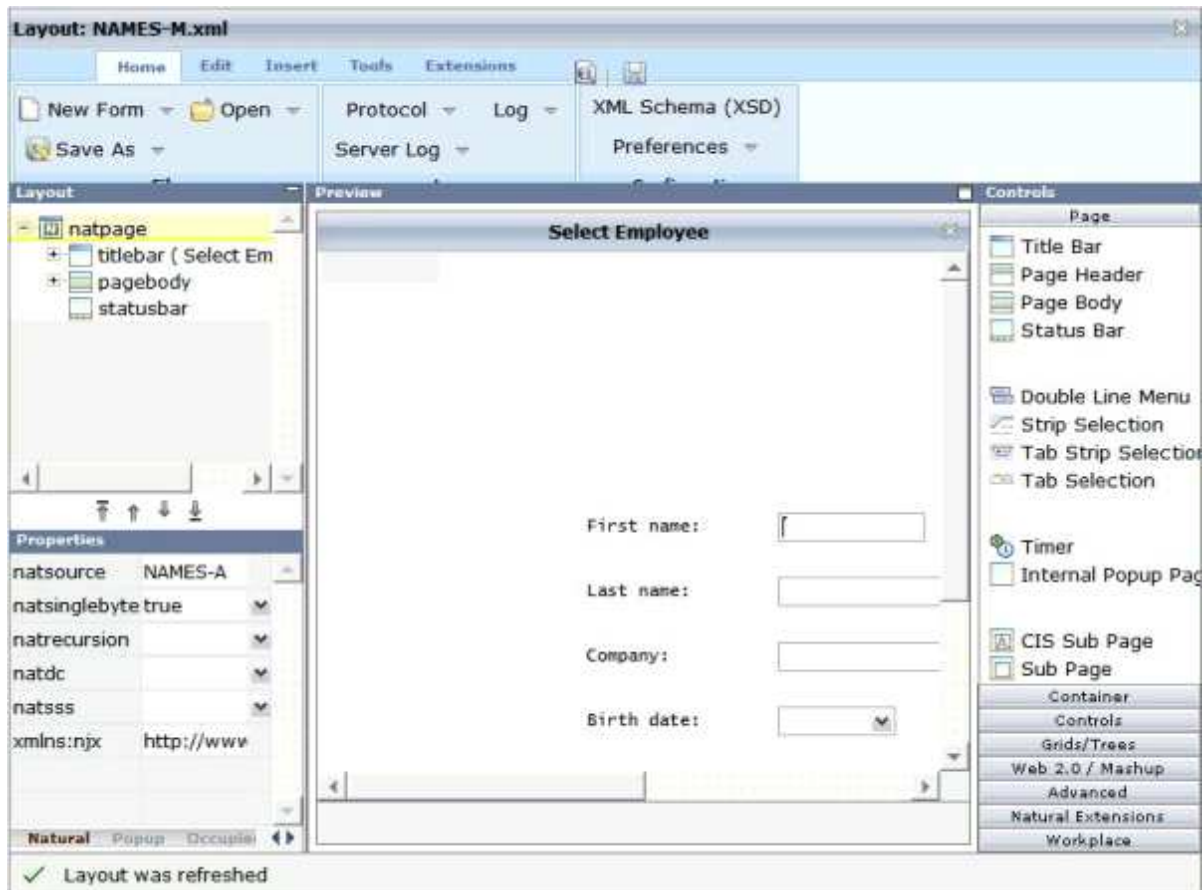 Layout: NAMES-M.xml
Home Edit Insert Tools Extensions
New Form Open
Save As
Protocol Log
Server Log
XML Schema (XSD)
Preferences
Layout
natpage
titlebar ( Select Em
pagebody
statusbar
Properties
natsource NAMES-A
natsinglebyte true
natrecursion
natdc
natsss
xmlns:njx http://www
Natural Popup Occupie
Preview
Select Employee
First name:
Last name:
Company:
Birth date:
Controls
Page
Title Bar
Page Header
Page Body
Status Bar
Double Line Menu
Strip Selection
Tab Strip Selection
Tab Selection
Timer
Internal Popup Pag
CIS Sub Page
Sub Page
Container
Controls
Grids/Trees
Web 2.0 / Mashup
Advanced
Natural Extensions
Workplace
Layout was refreshed